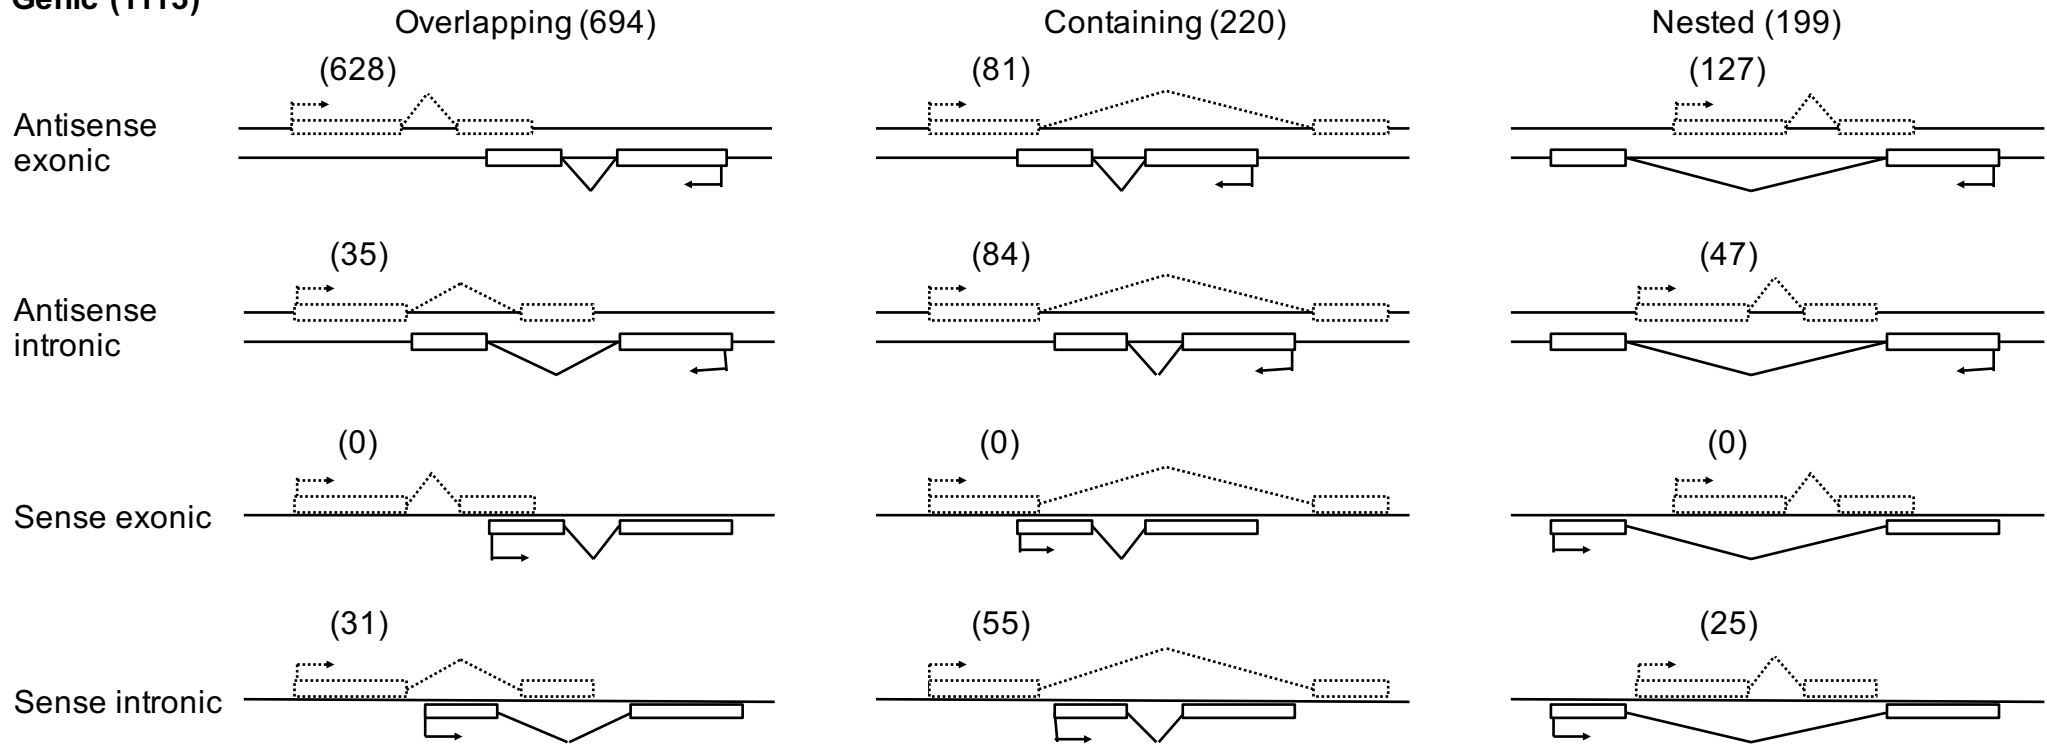 Genic (1113)
Overlapping (694) Containing (220) Nested (199)
(628) (81) (127)
Antisense
exonic
(35) (84) (47)
Antisense
intronic
(0) (0) (0)
Sense exonic
(31) (55) (25)
Sense intronic